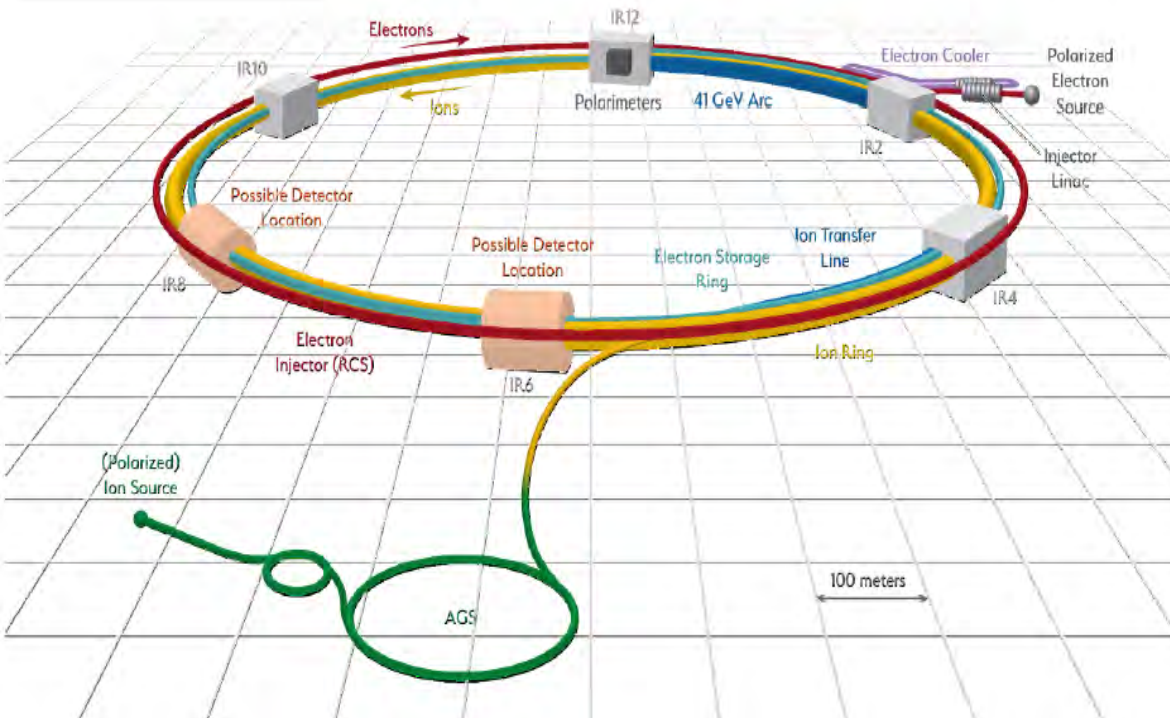 IR12
Electrons
Electron Cooler
Polarized
Electron
Source
IR10
Ions
Polarimeters
41 GeV Arc
IR2
Injector
Linac
Possible Detector
Location
Possible Detector
Location
Ion Transfer
Line
Electron Storage
Ring
IR8
IR4
Electron
Injector (RCS)
Ion Ring
IR6
(Polarized)
Ion Source
100 meters
AGS